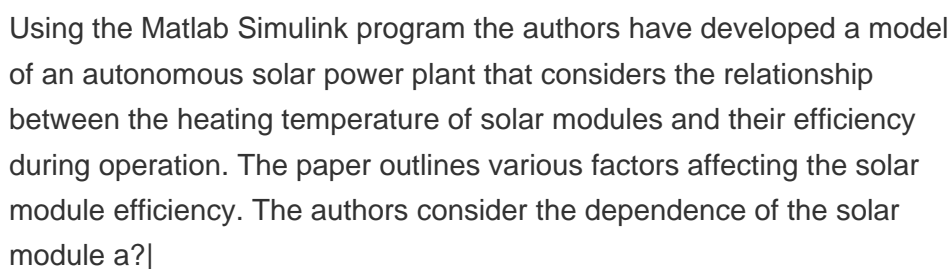 Using the Matlab Simulink program the authors have developed a model
of an autonomous solar power plant that considers the relationship
between the heating temperature of solar modules and their efficiency
during operation. The paper outlines various factors affecting the solar
module efficiency. The authors consider the dependence of the solar
module a?|